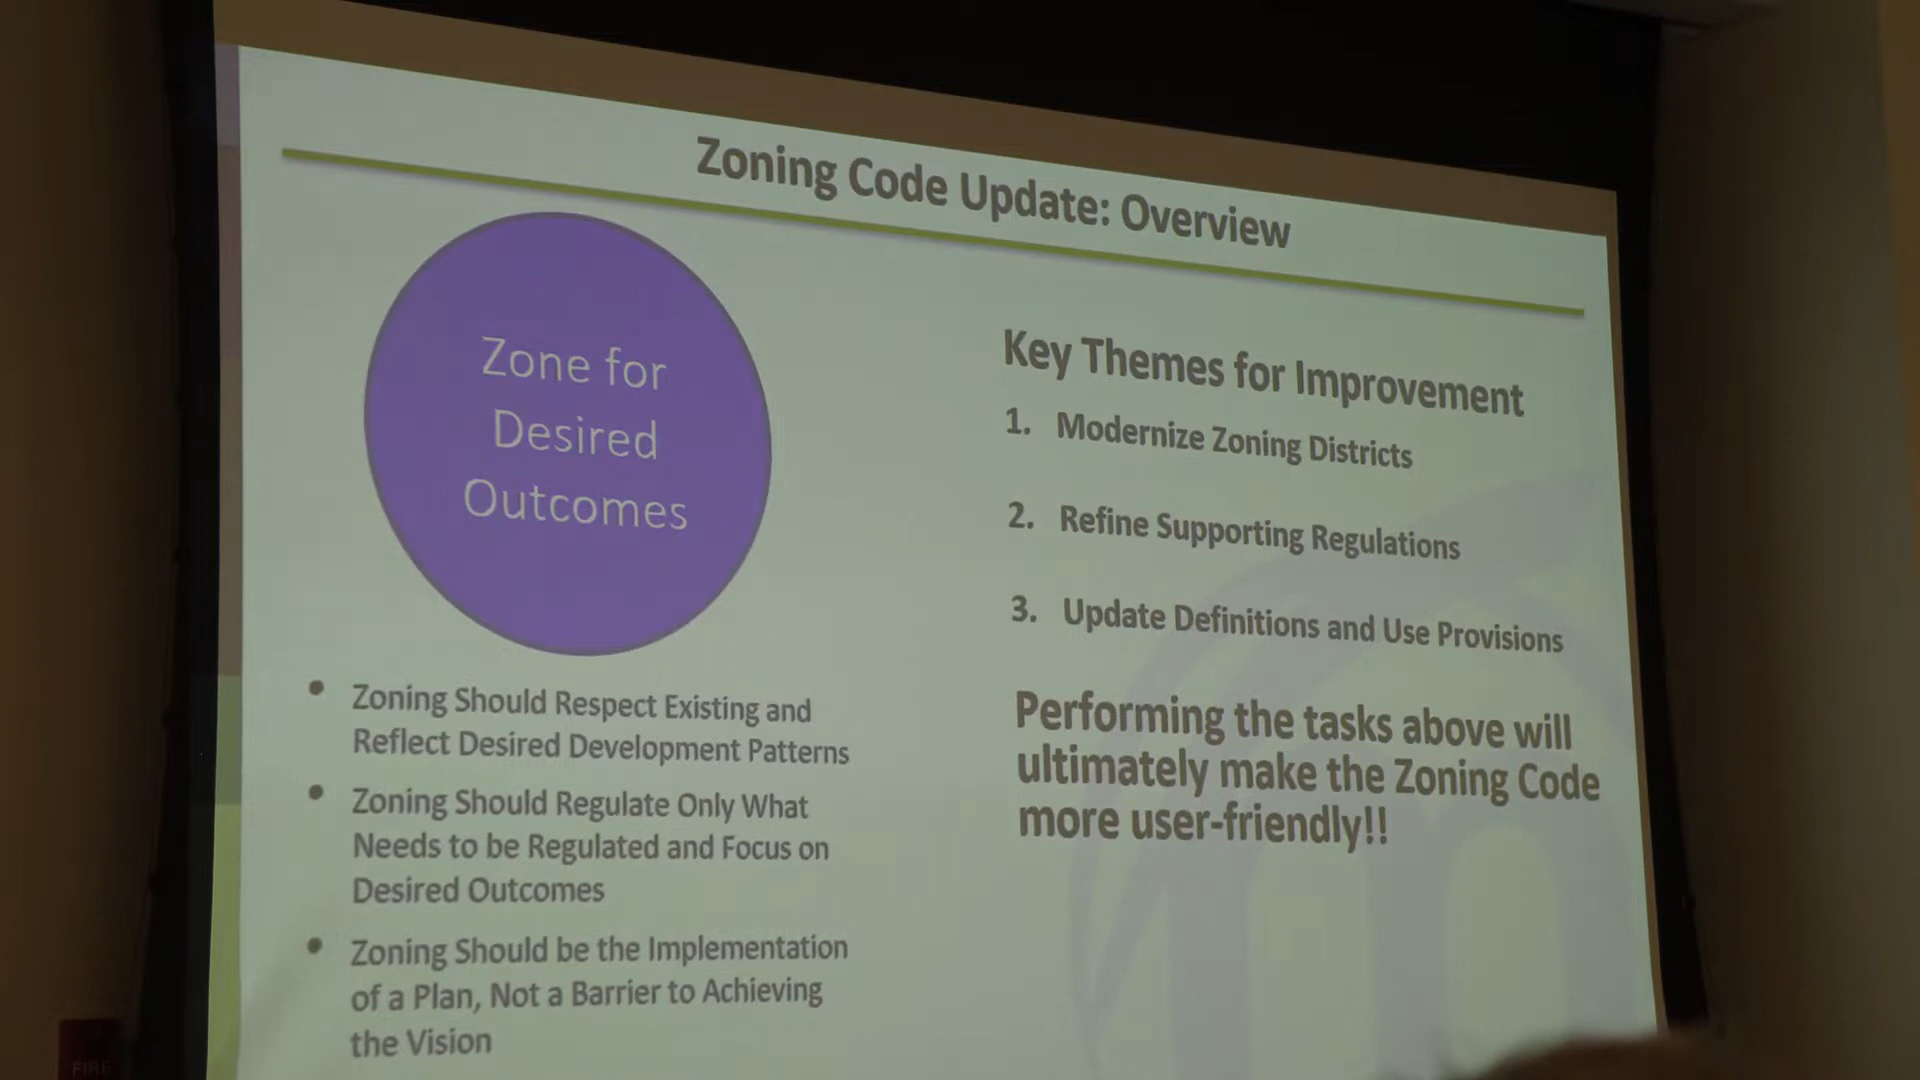 Zoning Code Update: Overview
Zone for
Desired
Outcomes
• Zoning Should Respect Existing and
Reflect Desired Development Patterns
• Zoning Should Regulate Only What
Needs to be Regulated and Focus on
Desired Outcomes
• Zoning Should be the Implementation
of a Plan, Not a Barrier to Achieving
the Vision
Key Themes for Improvement
1. Modernize Zoning Districts
2. Refine Supporting Regulations
3. Update Definitions and Use Provisions
Performing the tasks above will
ultimately make the Zoning Code
more user-friendly!!
FIRE